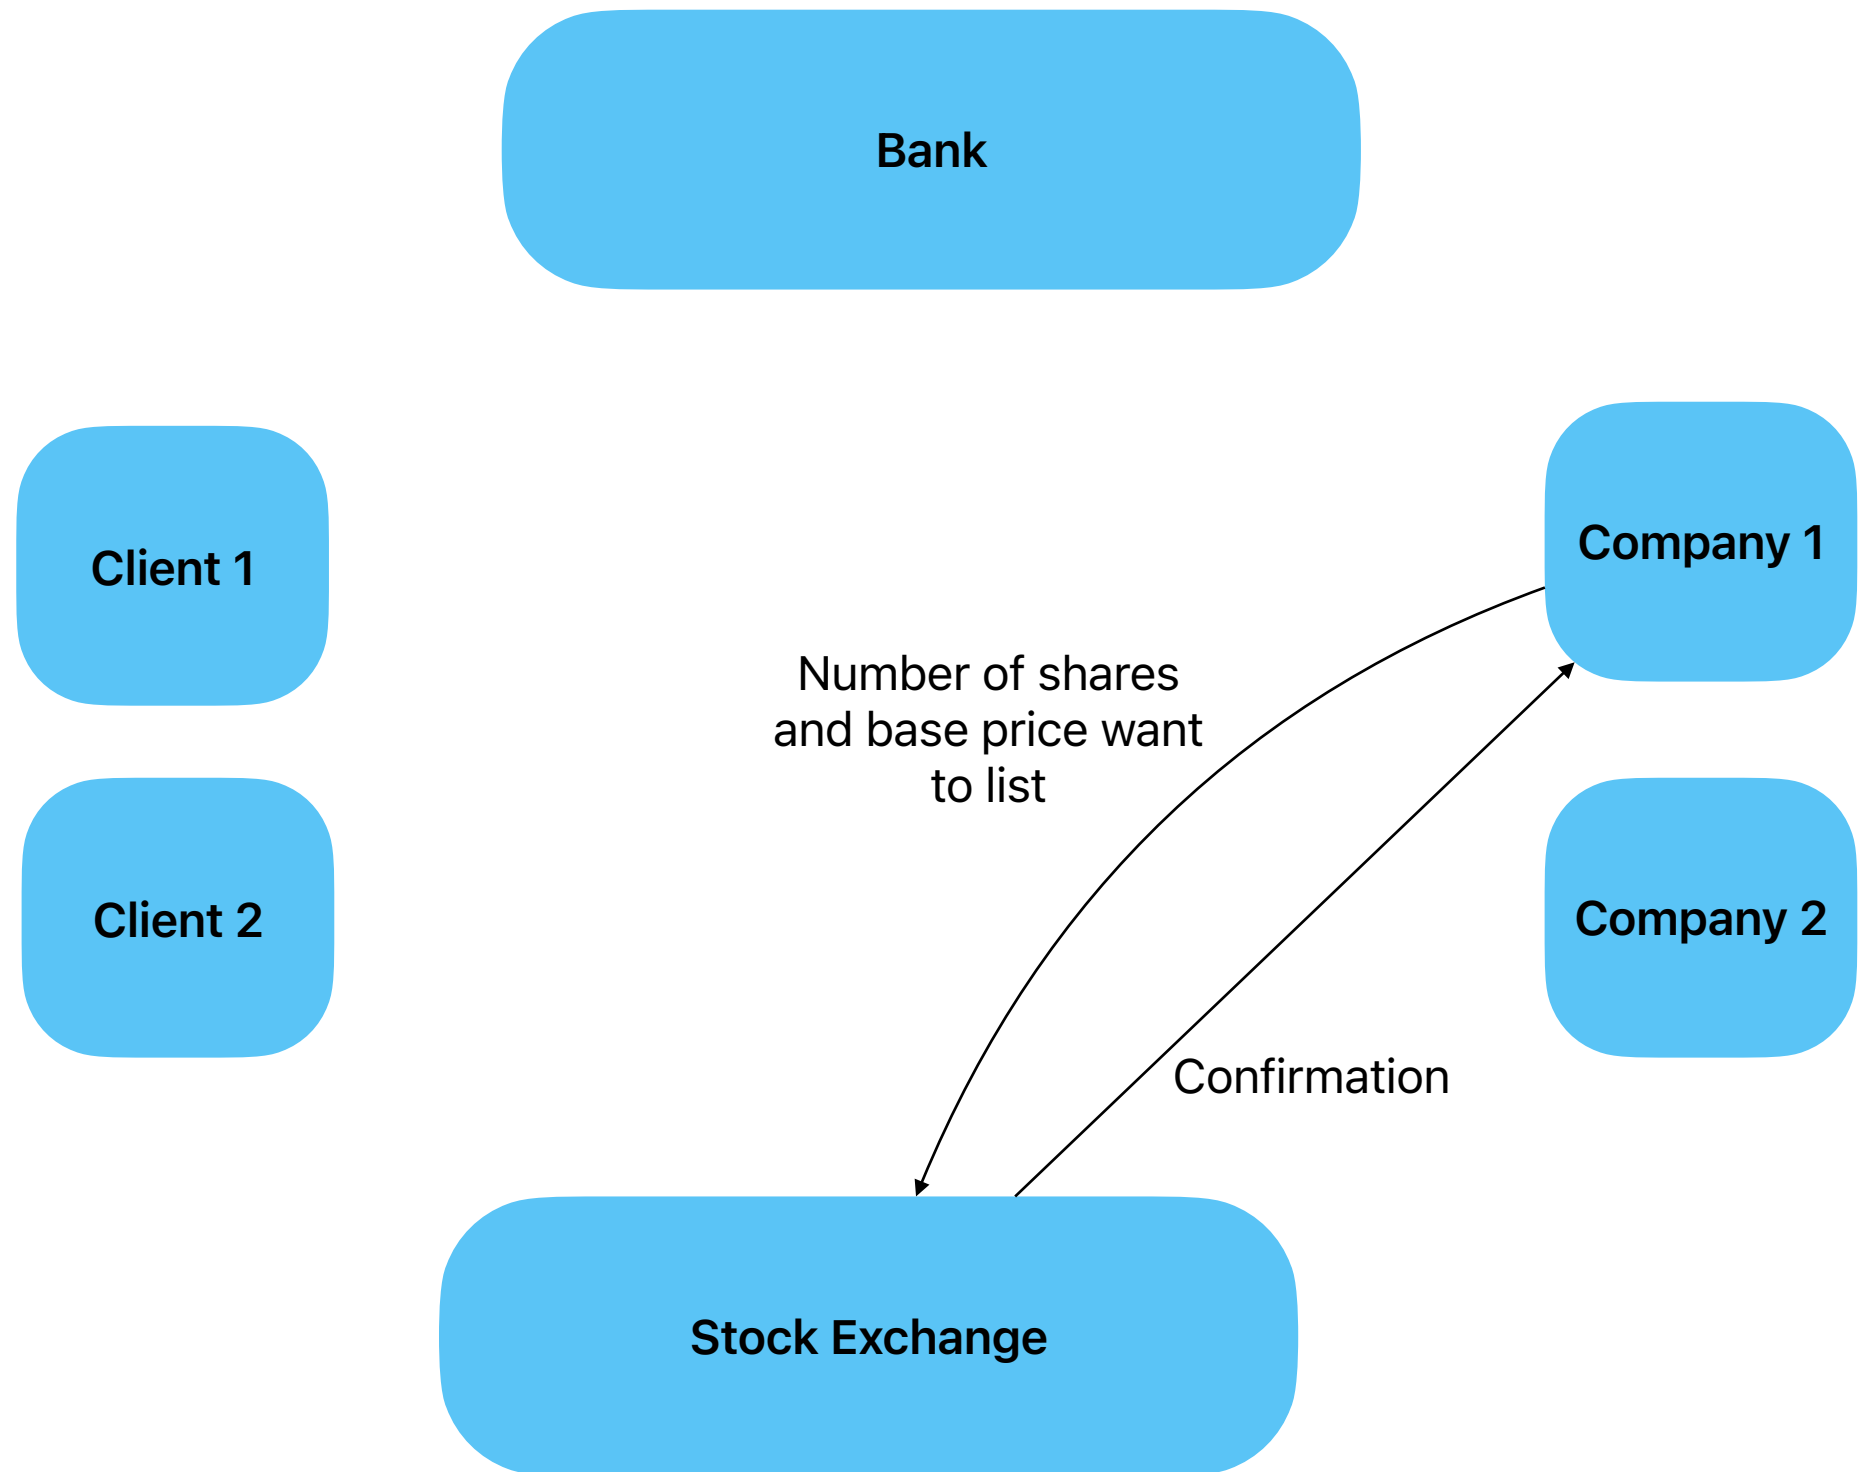 Bank
Client 1
Company 1
Number of shares
and base price want
to list
Client 2
Company 2
Confirmation
Stock Exchange